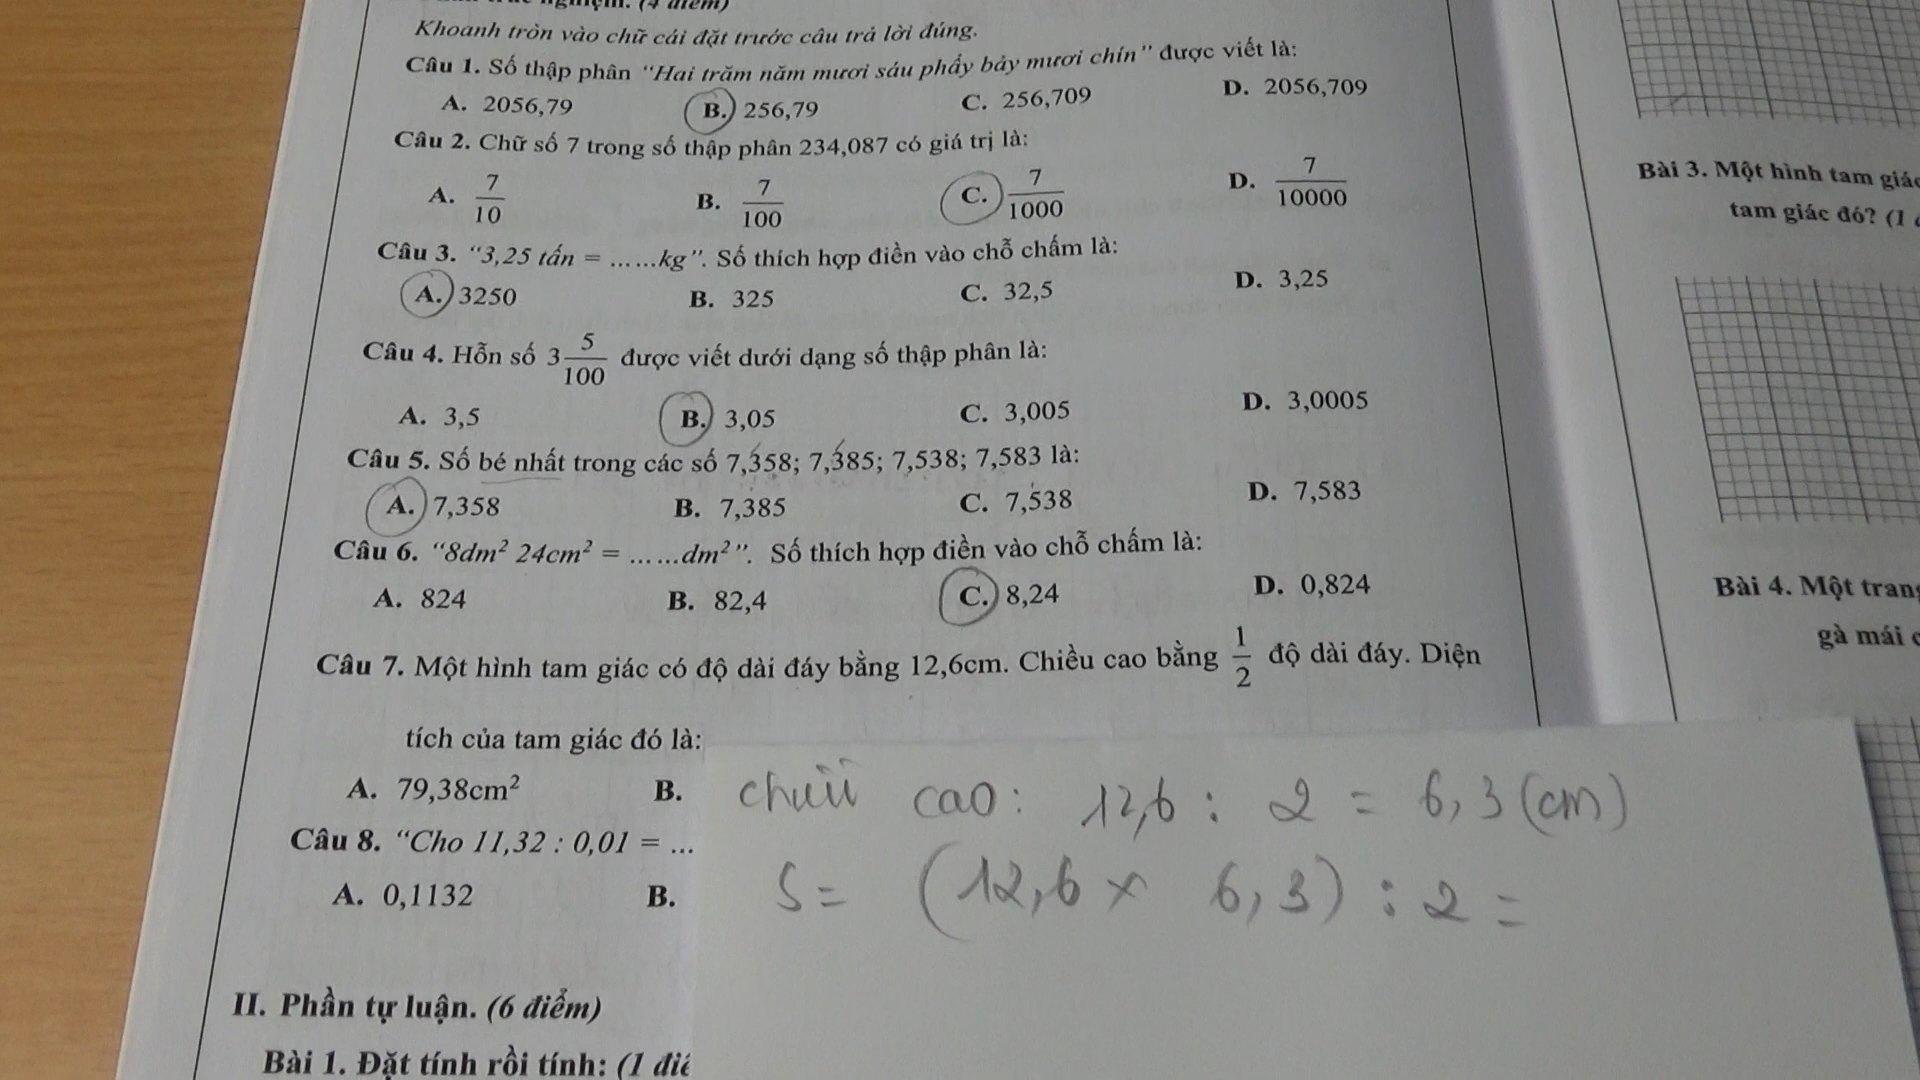 (4 điểm)
Khoanh tròn vào chữ cái đặt trước câu trả lời đúng.
Câu 1. Số thập phân "Hai trăm năm mươi sáu phẩy bảy mươi chín" được viết là:
A. 2056,79 B. 256,79 C. 256,709 D. 2056,709
Câu 2. Chữ số 7 trong số thập phân 234,087 có giá trị là:
A. 7/10 B. 7/100 C. 7/1000 D. 7/10000
Câu 3. "3,25 tấn = ......kg". Số thích hợp điền vào chỗ chấm là:
A. 3250 B. 325 C. 32,5 D. 3,25
Câu 4. Hỗn số 3 5/100 được viết dưới dạng số thập phân là:
A. 3,5 B. 3,05 C. 3,005 D. 3,0005
Câu 5. Số bé nhất trong các số 7,358; 7,385; 7,538; 7,583 là:
A. 7,358 B. 7,385 C. 7,538 D. 7,583
Câu 6. "8dm² 24cm² = ......dm²". Số thích hợp điền vào chỗ chấm là:
A. 824 B. 82,4 C. 8,24 D. 0,824
Câu 7. Một hình tam giác có độ dài đáy bằng 12,6cm. Chiều cao bằng 1/2 độ dài đáy. Diện
tích của tam giác đó là:
A. 79,38cm² B.
Câu 8. "Cho 11,32 : 0,01 = ...
A. 0,1132 B.
II. Phần tự luận. (6 điểm)
Bài 1. Đặt tính rồi tính: (1
cao: 12,6 : 2 = 6,3 (cm)
S = (12,6 x 6,3) : 2 =
Bài 3. Một hình tam giác
tam giác đó? (1
Bài 4. Một trang
gà mái